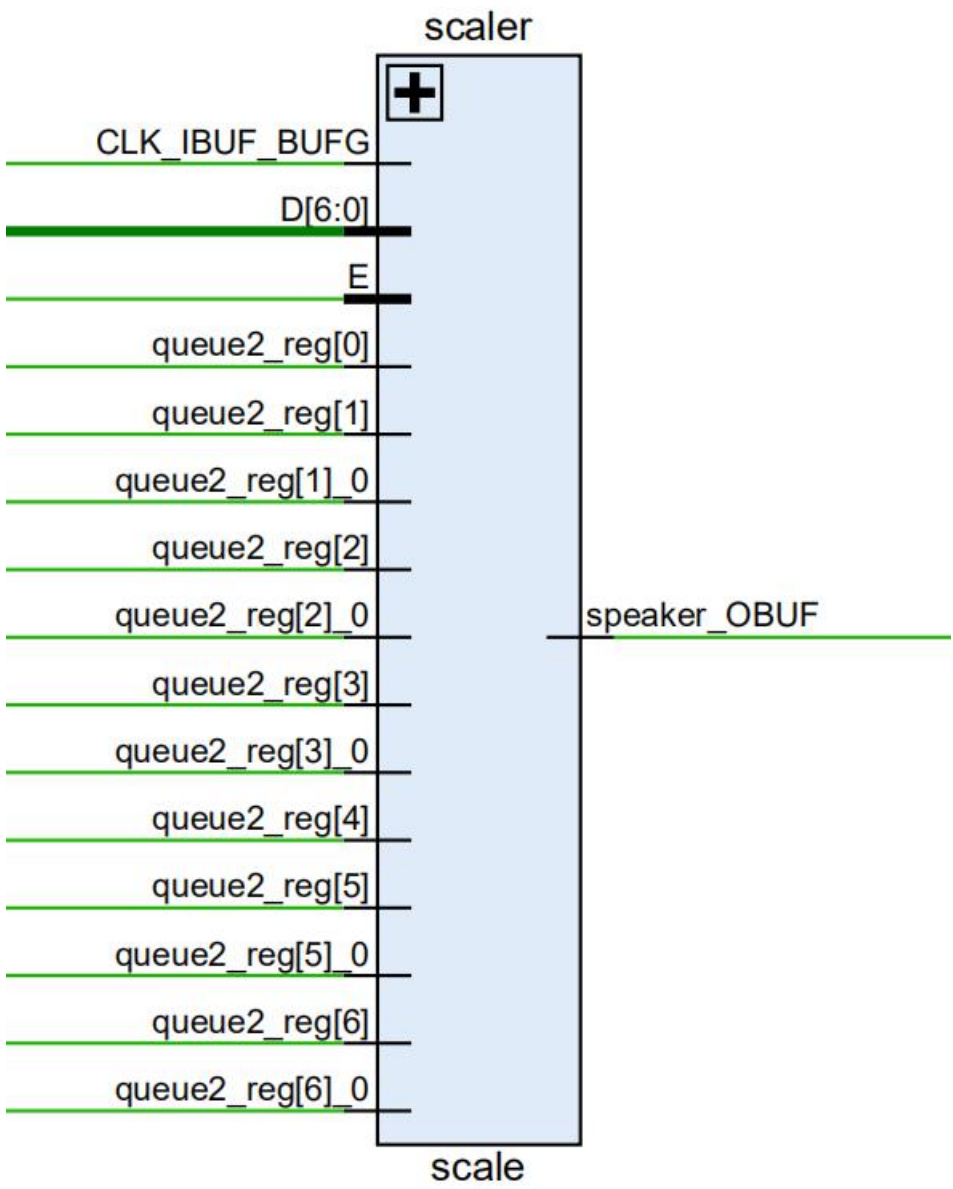 scaler
CLK_IBUF_BUFG
D[6:0]
E
queue2_reg[0]
queue2_reg[1]
queue2_reg[1]_0
queue2_reg[2]
queue2_reg[2]_0
speaker_OBUF
queue2_reg[3]
queue2_reg[3]_0
queue2_reg[4]
queue2_reg[5]
queue2_reg[5]_0
queue2_reg[6]
queue2_reg[6]_0
scale